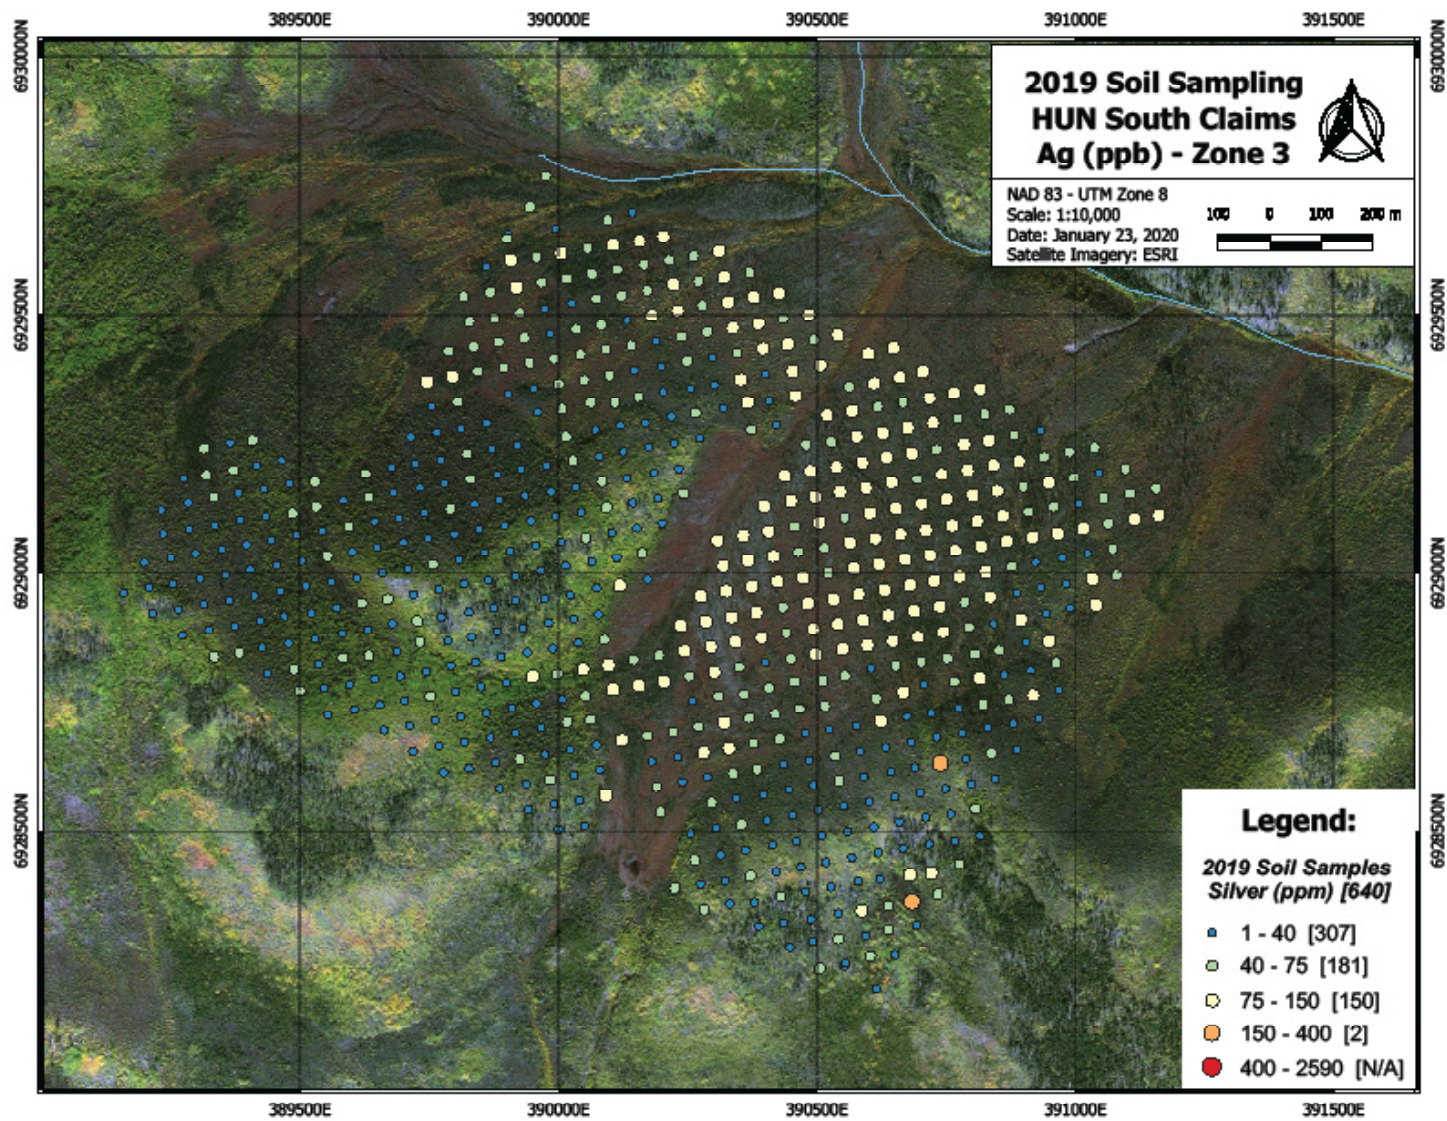 389500E 390000E 390500E 391000E 391500E
6930000N 6930000N
2019 Soil Sampling
HUN South Claims
Ag (ppb) - Zone 3
NAD 83 - UTM Zone 8
Scale: 1:10,000
Date: January 23, 2020
Satellite Imagery: ESRI
100 0 100 200 m
6929500N 6929500N
6929000N 6929000N
6928500N 6928500N
Legend:
2019 Soil Samples
Silver (ppm) [640]
1 - 40 [307]
40 - 75 [181]
75 - 150 [150]
150 - 400 [2]
400 - 2590 [N/A]
389500E 390000E 390500E 391000E 391500E